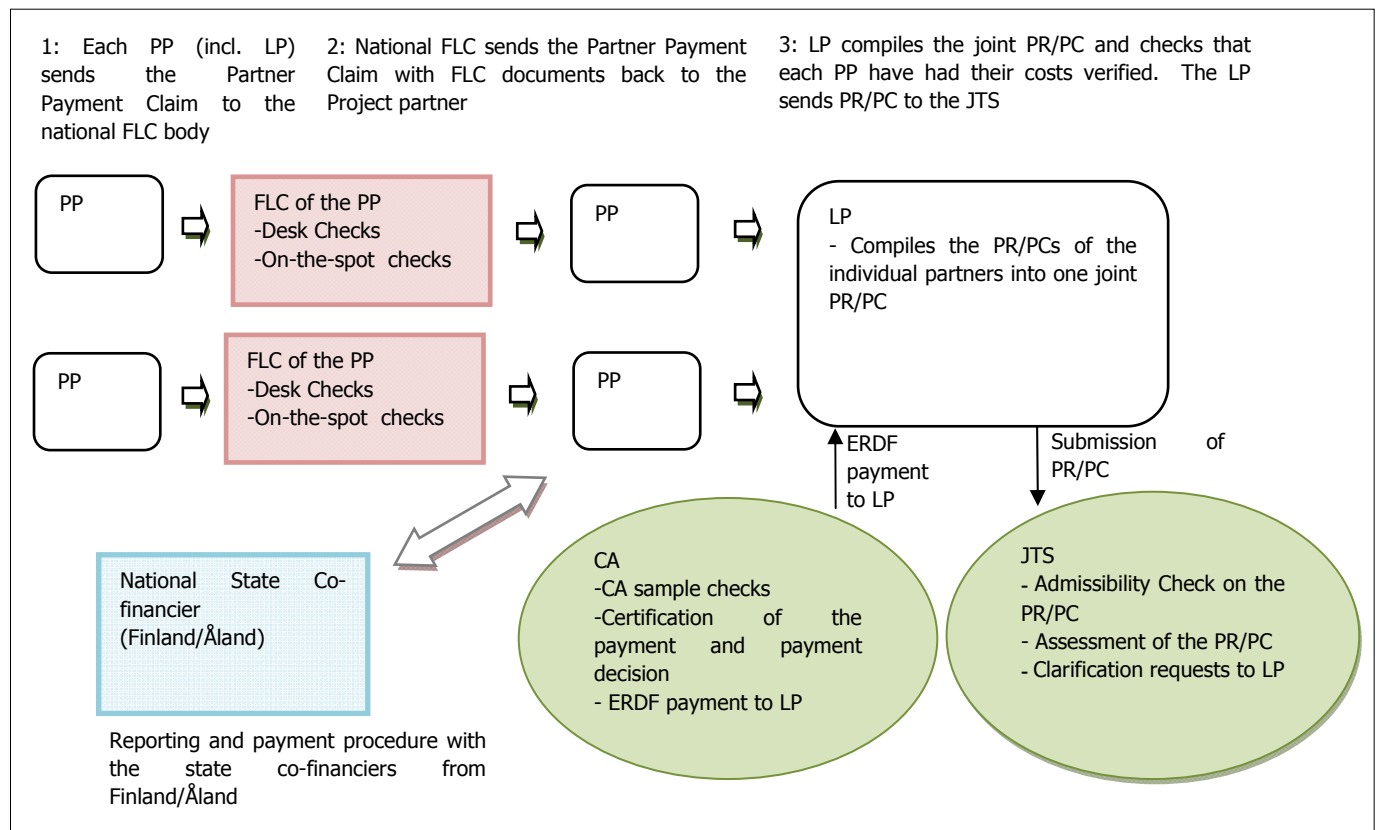 1: Each PP (incl. LP)
sends the Partner
Payment Claim to the
national FLC body
2: National FLC sends the Partner Payment
Claim with FLC documents back to the
Project partner
3: LP compiles the joint PR/PC and checks that
each PP have had their costs verified. The LP
sends PR/PC to the JTS
PP
FLC of the PP
-Desk Checks
-On-the-spot checks
PP
LP
- Compiles the PR/PCs of the
individual partners into one joint
PR/PC
PP
FLC of the PP
-Desk Checks
-On-the-spot checks
PP
ERDF
payment
to LP
Submission of
PR/PC
National State Co-
financier
(Finland/Åland)
CA
-CA sample checks
-Certification of the
payment and payment
decision
- ERDF payment to LP
JTS
- Admissibility Check on the
PR/PC
- Assessment of the PR/PC
- Clarification requests to LP
Reporting and payment procedure with
the state co-financiers from
Finland/Åland